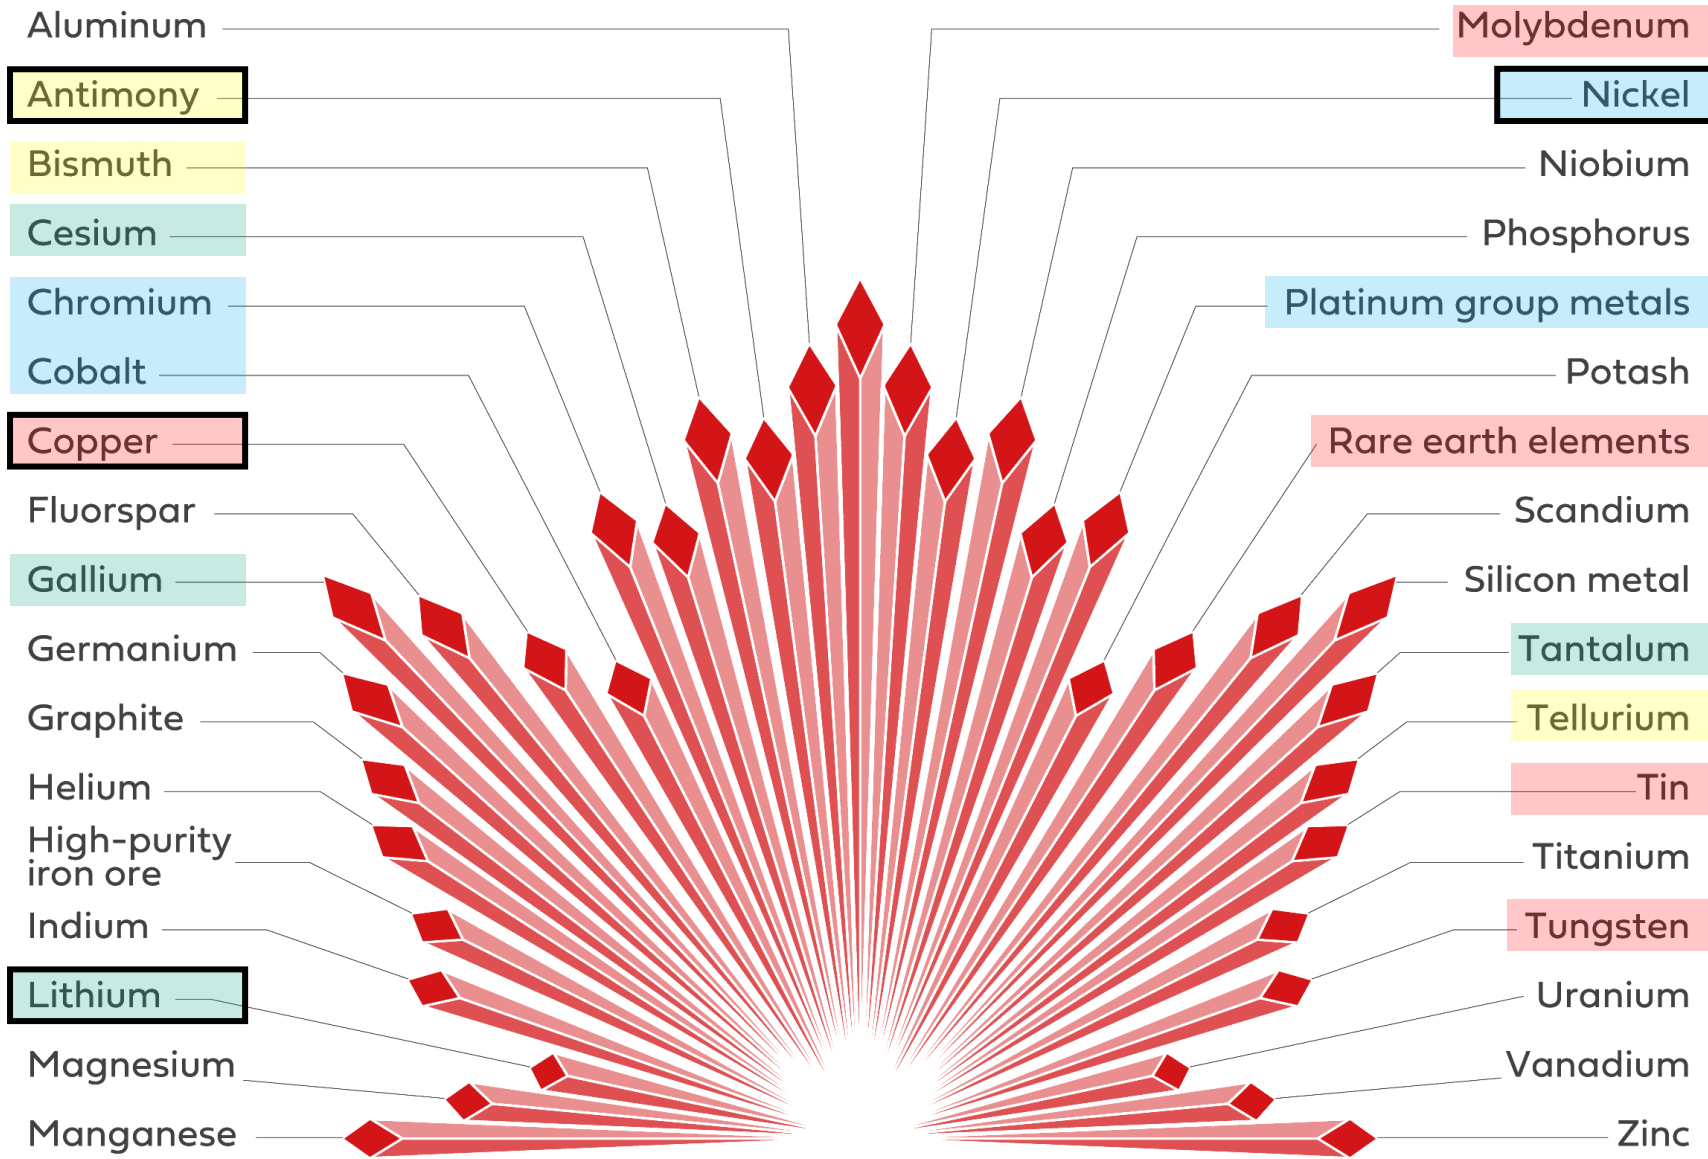 Aluminum
Antimony
Bismuth
Cesium
Chromium
Cobalt
Copper
Fluorspar
Gallium
Germanium
Graphite
Helium
High-purity
iron ore
Indium
Lithium
Magnesium
Manganese
Molybdenum
Nickel
Niobium
Phosphorus
Platinum group metals
Potash
Rare earth elements
Scandium
Silicon metal
Tantalum
Tellurium
Tin
Titanium
Tungsten
Uranium
Vanadium
Zinc